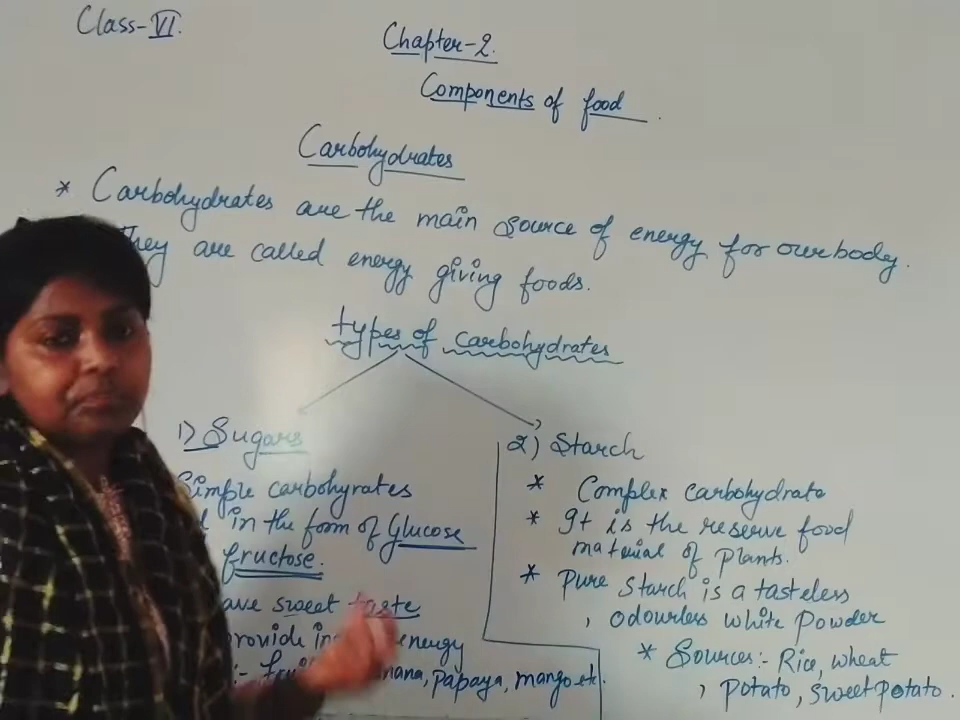 Class-VI.
Chapter-2.
Components of food.
Carbohydrates
* Carbohydrates are the main source of energy for our body.
They are called energy giving foods.
types of carbohydrates
1) Sugars
Simple carbohyrates
in the form of Glucose
fructose.
sweet taste
energy
papaya, mango etc.
2) Starch
* Complex carbohydrate
* It is the reserve food
material of plants.
* Pure Starch is a tasteless
, odourless white powder
* Sources:- Rice, wheat
, potato, sweet potato.